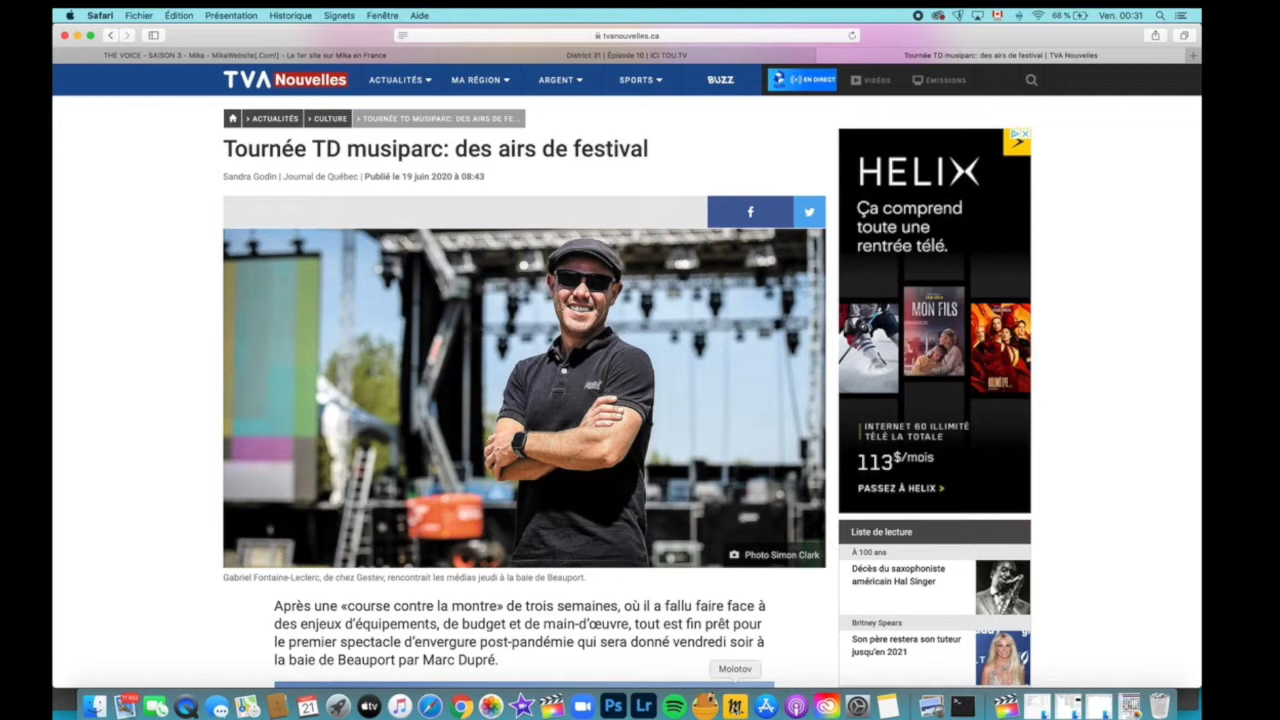 Safari Fichier Édition Présentation Historique Signets Fenêtre Aide
68 % Ven. 00:31
tvanouvelles.ca
THE VOICE - SAISON 3 - Mika - MikaWebsite[.Com] - Le 1er site sur Mika en France
District 31 | Épisode 10 | ICI TOU.TV
Tournée TD musiparc: des airs de festival | TVA Nouvelles
TVA Nouvelles
ACTUALITÉS MA RÉGION ARGENT SPORTS BUZZ EN DIRECT VIDÉOS ÉMISSIONS
ACTUALITÉS CULTURE TOURNÉE TD MUSIPARC: DES AIRS DE FE...
Tournée TD musiparc: des airs de festival
Sandra Godin | Journal de Québec | Publié le 19 juin 2020 à 08:43
Photo Simon Clark
Gabriel Fontaine-Leclerc, de chez Gestev, rencontrait les médias jeudi à la baie de Beauport.
Après une «course contre la montre» de trois semaines, où il a fallu faire face à
des enjeux d'équipements, de budget et de main-d'œuvre, tout est fin prêt pour
le premier spectacle d'envergure post-pandémie qui sera donné vendredi soir à
la baie de Beauport par Marc Dupré.
HELIX
Ça comprend
toute une
rentrée télé.
MON FILS
INTERNET 60 ILLIMITÉ
TÉLÉ LA TOTALE
113$/mois
PASSEZ À HELIX >
Liste de lecture
À 100 ans
Décès du saxophoniste
américain Hal Singer
Britney Spears
Son père restera son tuteur
jusqu'en 2021
Molotov
21
tv
Ps
Lr